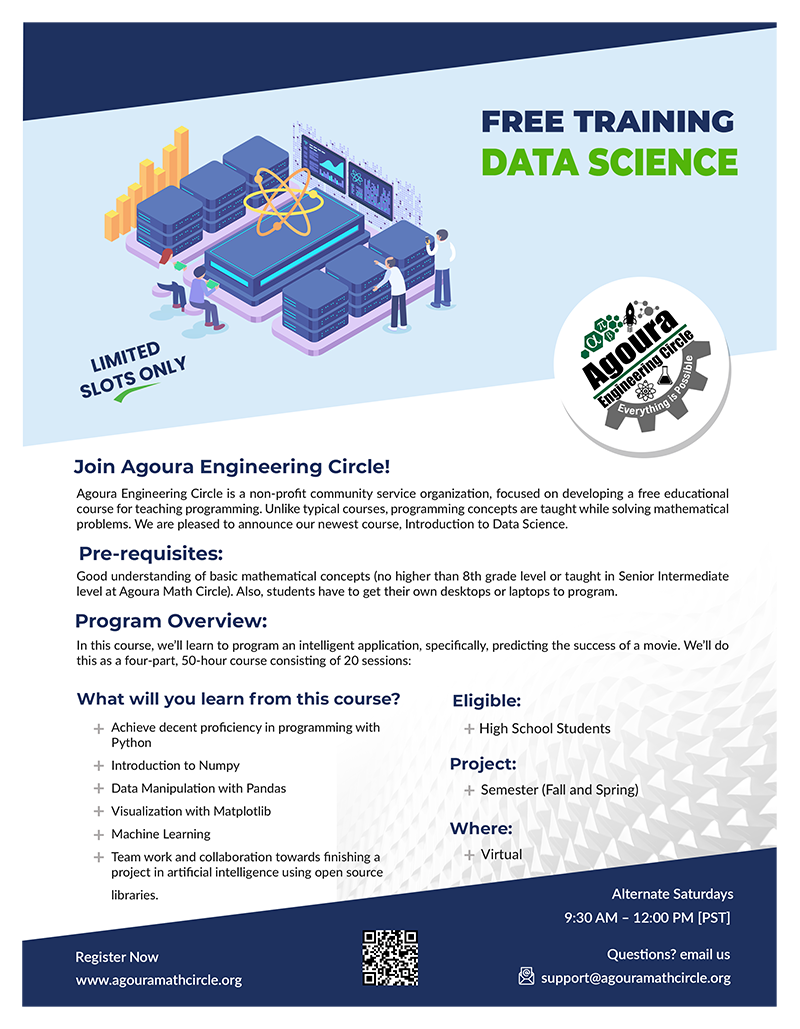 FREE TRAINING
DATA SCIENCE
LIMITED
SLOTS ONLY
α π β
Agoura
Engineering Circle
Everything is Possible
Join Agoura Engineering Circle!
Agoura Engineering Circle is a non-profit community service organization, focused on developing a free educational
course for teaching programming. Unlike typical courses, programming concepts are taught while solving mathematical
problems. We are pleased to announce our newest course, Introduction to Data Science.
Pre-requisites:
Good understanding of basic mathematical concepts (no higher than 8th grade level or taught in Senior Intermediate
level at Agoura Math Circle). Also, students have to get their own desktops or laptops to program.
Program Overview:
In this course, we'll learn to program an intelligent application, specifically, predicting the success of a movie. We'll do
this as a four-part, 50-hour course consisting of 20 sessions:
What will you learn from this course?
+ Achieve decent proficiency in programming with
Python
+ Introduction to Numpy
+ Data Manipulation with Pandas
+ Visualization with Matplotlib
+ Machine Learning
+ Team work and collaboration towards finishing a
project in artificial intelligence using open source
libraries.
Eligible:
+ High School Students
Project:
+ Semester (Fall and Spring)
Where:
+ Virtual
Alternate Saturdays
9:30 AM – 12:00 PM [PST]
Register Now
www.agouramathcircle.org
Questions? email us
support@agouramathcircle.org